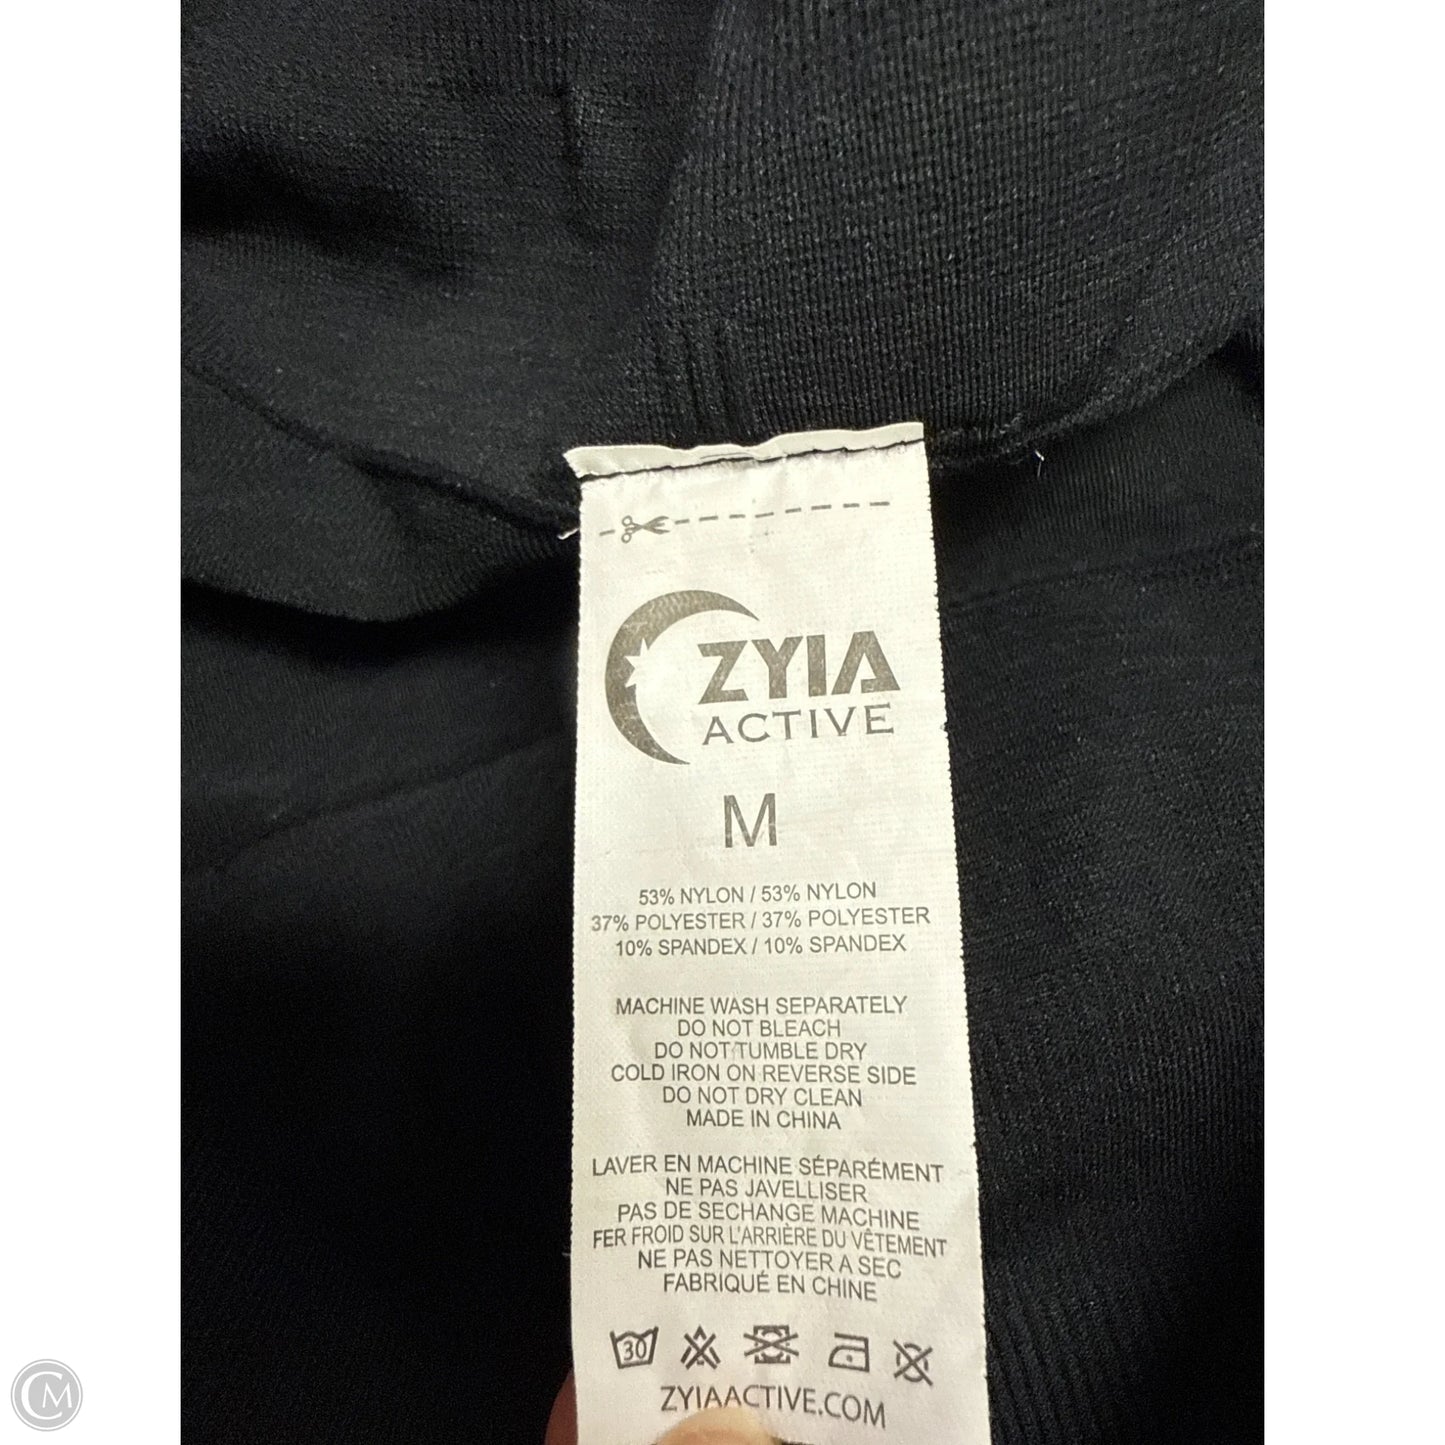 ZYIA
ACTIVE
M
53% NYLON / 53% NYLON
37% POLYESTER / 37% POLYESTER
10% SPANDEX / 10% SPANDEX
MACHINE WASH SEPARATELY
DO NOT BLEACH
DO NOT TUMBLE DRY
COLD IRON ON REVERSE SIDE
DO NOT DRY CLEAN
MADE IN CHINA
LAVER EN MACHINE SÉPARÉMENT
NE PAS JAVELLISER
PAS DE SECHANGE MACHINE
FER FROID SUR L'ARRIÈRE DU VÊTEMENT
NE PAS NETTOYER A SEC
FABRIQUÉ EN CHINE
30
ZYIAACTIVE.COM
CM